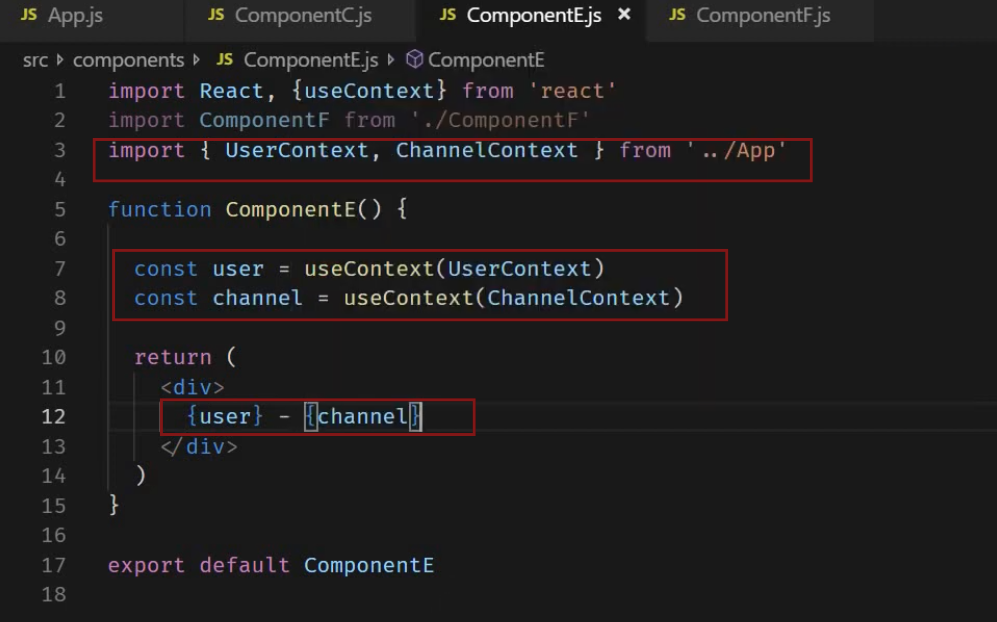 JS App.js JS ComponentC.js JS ComponentE.js × JS ComponentF.js
src components JS ComponentE.js ComponentE
1 import React, {useContext} from 'react'
2 import ComponentF from './ComponentF'
3 import { UserContext, ChannelContext } from '../App'
4
5 function ComponentE() {
6
7 const user = useContext(UserContext)
8 const channel = useContext(ChannelContext)
9
10 return (
11 <div>
12 {user} - {channel}
13 </div>
14 )
15 }
16
17 export default ComponentE
18